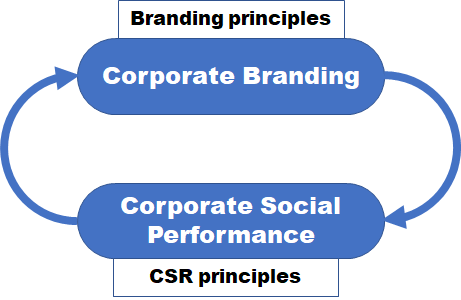 Branding principles
Corporate Branding
Corporate Social
Performance
CSR principles